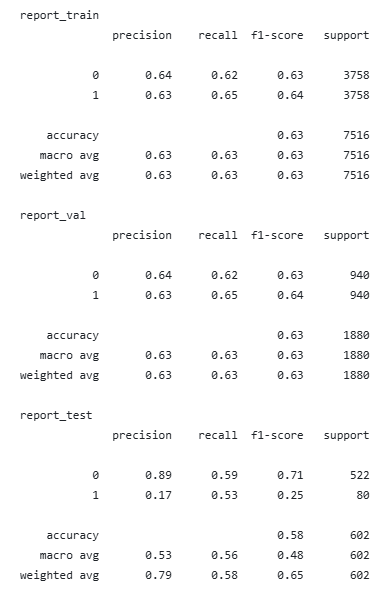 report_train
precision recall f1-score support
0 0.64 0.62 0.63 3758
1 0.63 0.65 0.64 3758
accuracy 0.63 7516
macro avg 0.63 0.63 0.63 7516
weighted avg 0.63 0.63 0.63 7516
report_val
precision recall f1-score support
0 0.64 0.62 0.63 940
1 0.63 0.65 0.64 940
accuracy 0.63 1880
macro avg 0.63 0.63 0.63 1880
weighted avg 0.63 0.63 0.63 1880
report_test
precision recall f1-score support
0 0.89 0.59 0.71 522
1 0.17 0.53 0.25 80
accuracy 0.58 602
macro avg 0.53 0.56 0.48 602
weighted avg 0.79 0.58 0.65 602